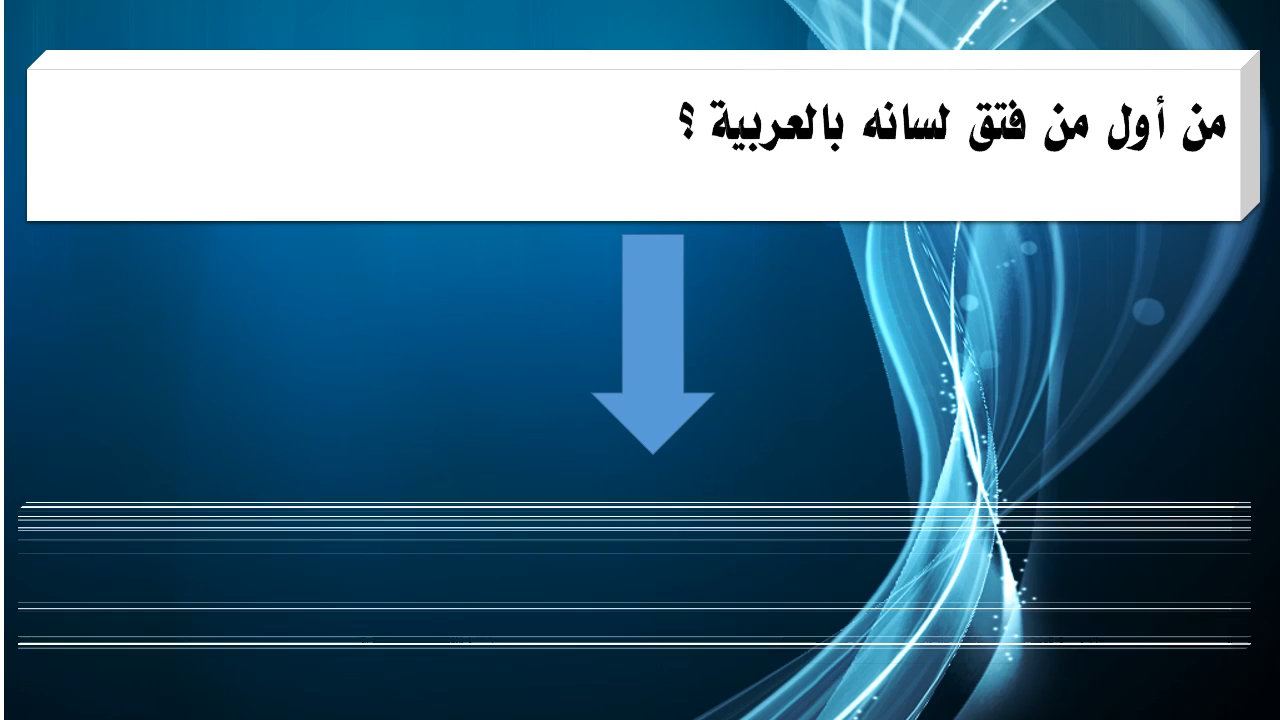 من أول من فتق لسانه بالعربية ؟